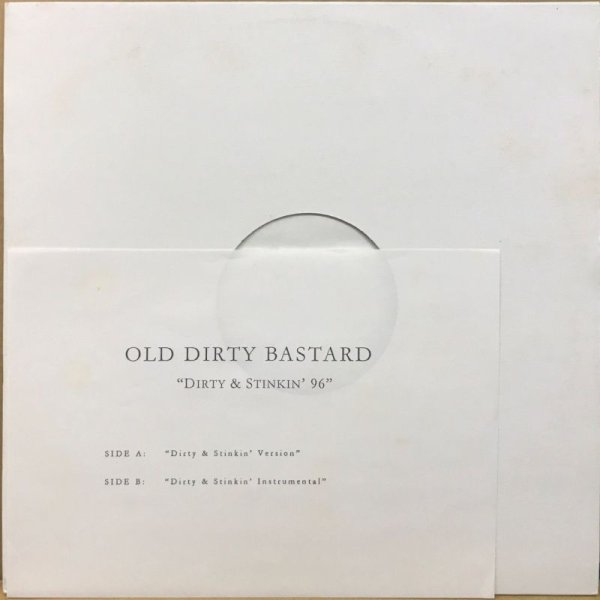 OLD DIRTY BASTARD
“DIRTY & STINKIN’ 96”
SIDE A: “Dirty & Stinkin’ Version”
SIDE B: “Dirty & Stinkin’ Instrumental”